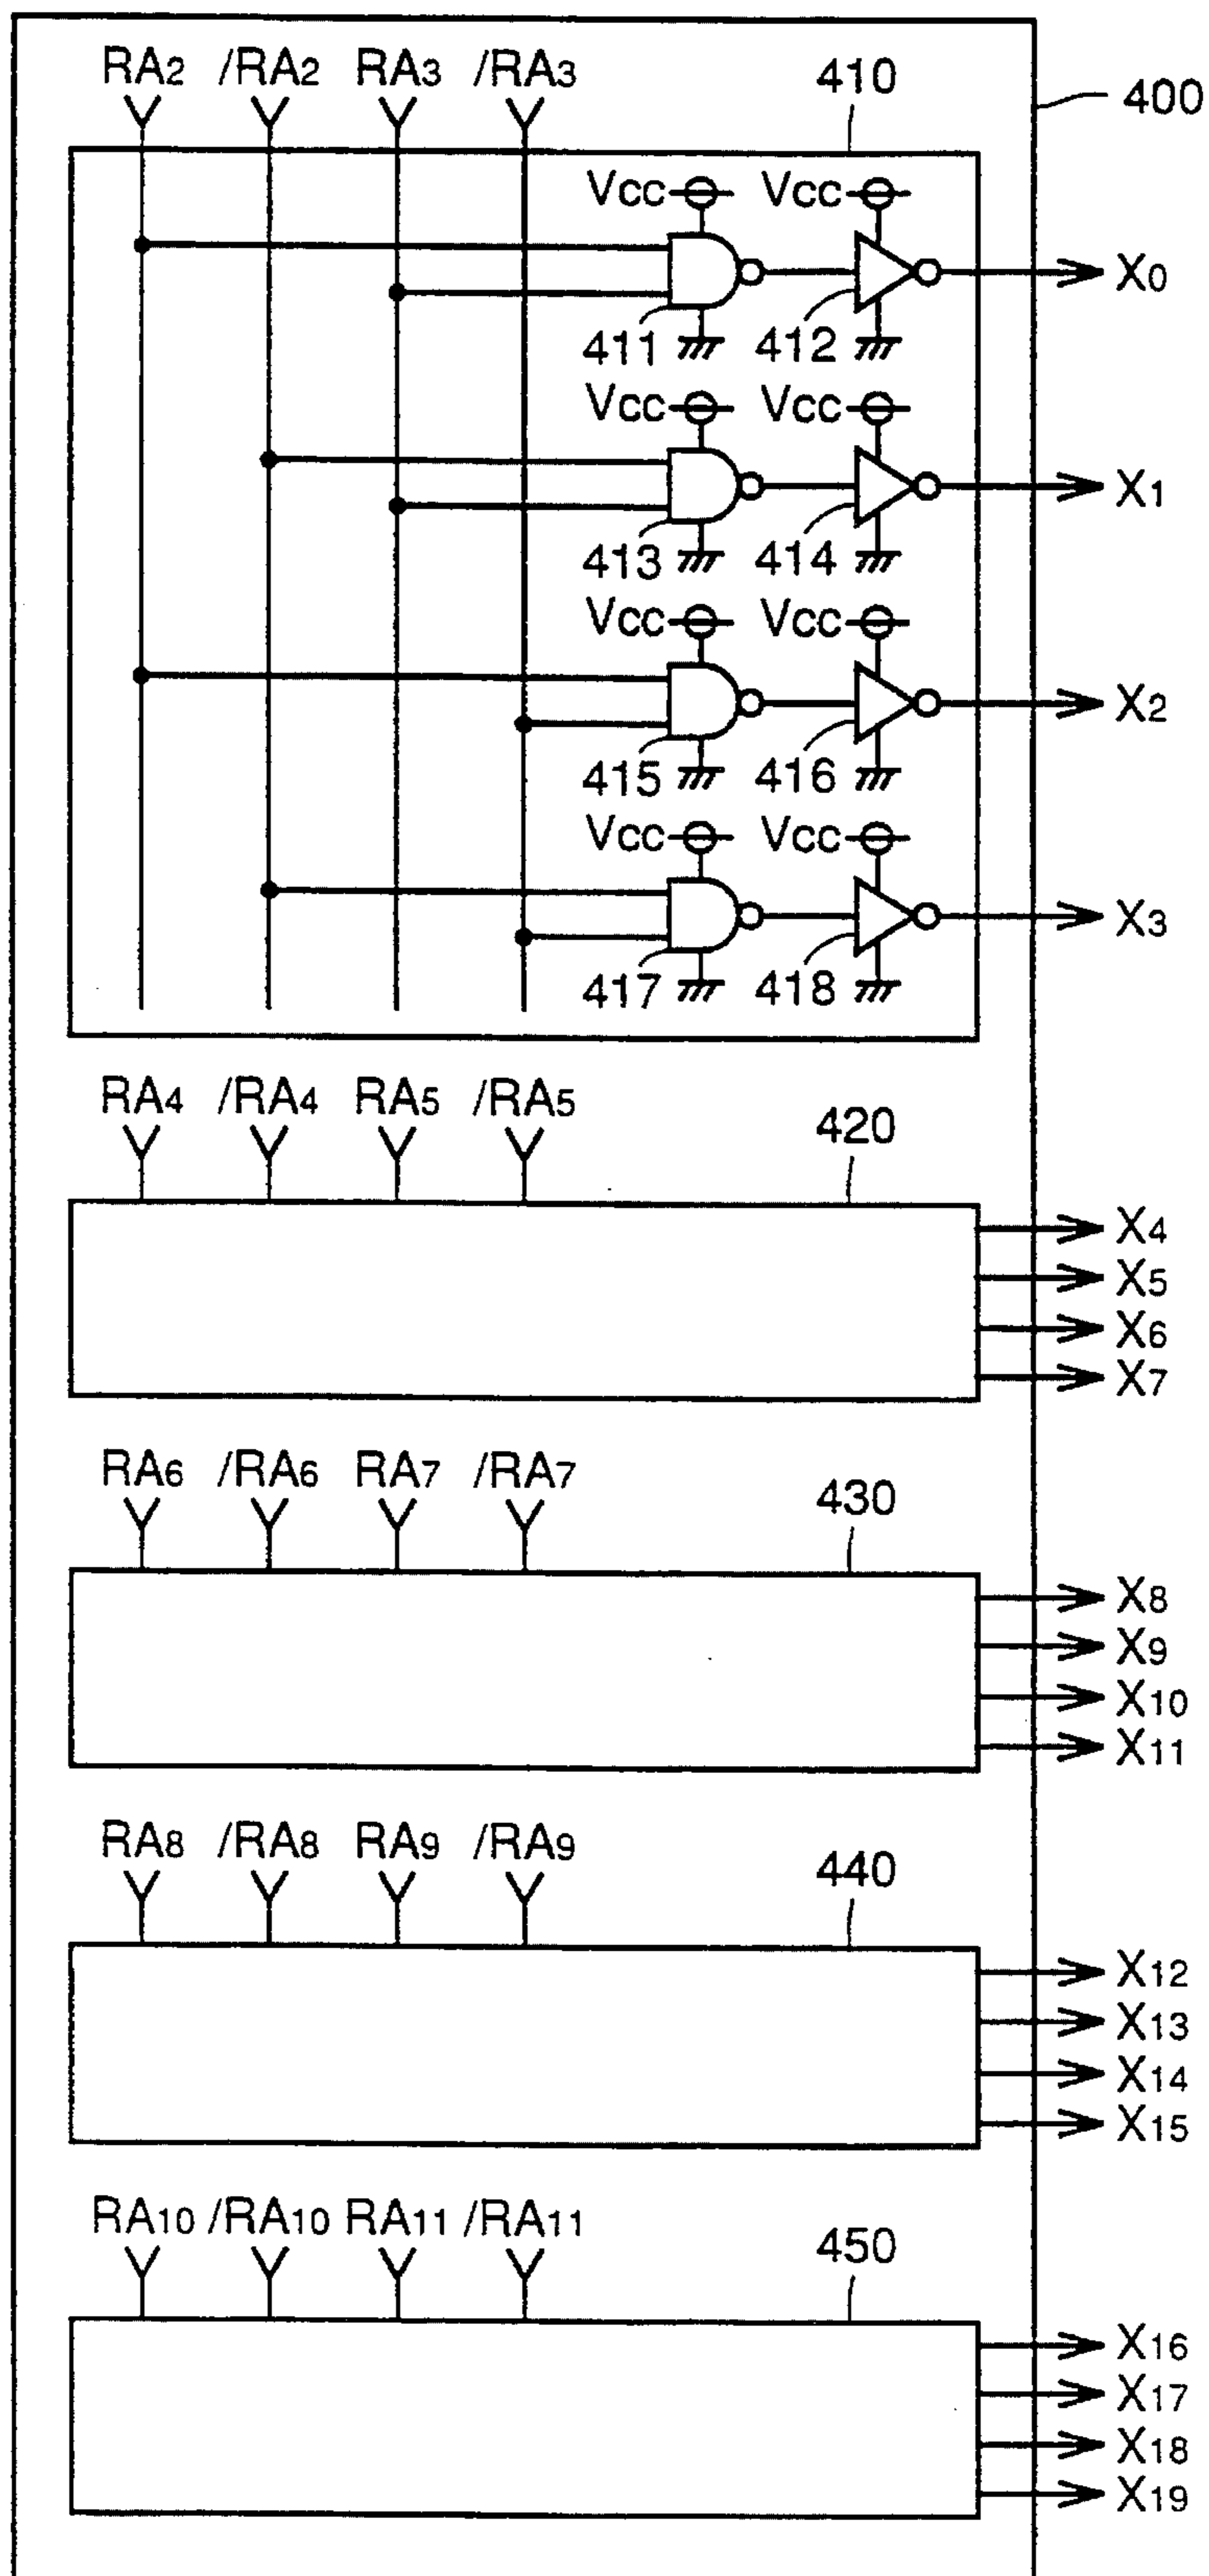 RA2 /RA2 RA3 /RA3
410
400
Vcc Vcc
X0
411 412
Vcc Vcc
X1
413 414
Vcc Vcc
X2
415 416
Vcc Vcc
X3
417 418
RA4 /RA4 RA5 /RA5
420
X4
X5
X6
X7
RA6 /RA6 RA7 /RA7
430
X8
X9
X10
X11
RA8 /RA8 RA9 /RA9
440
X12
X13
X14
X15
RA10 /RA10 RA11 /RA11
450
X16
X17
X18
X19